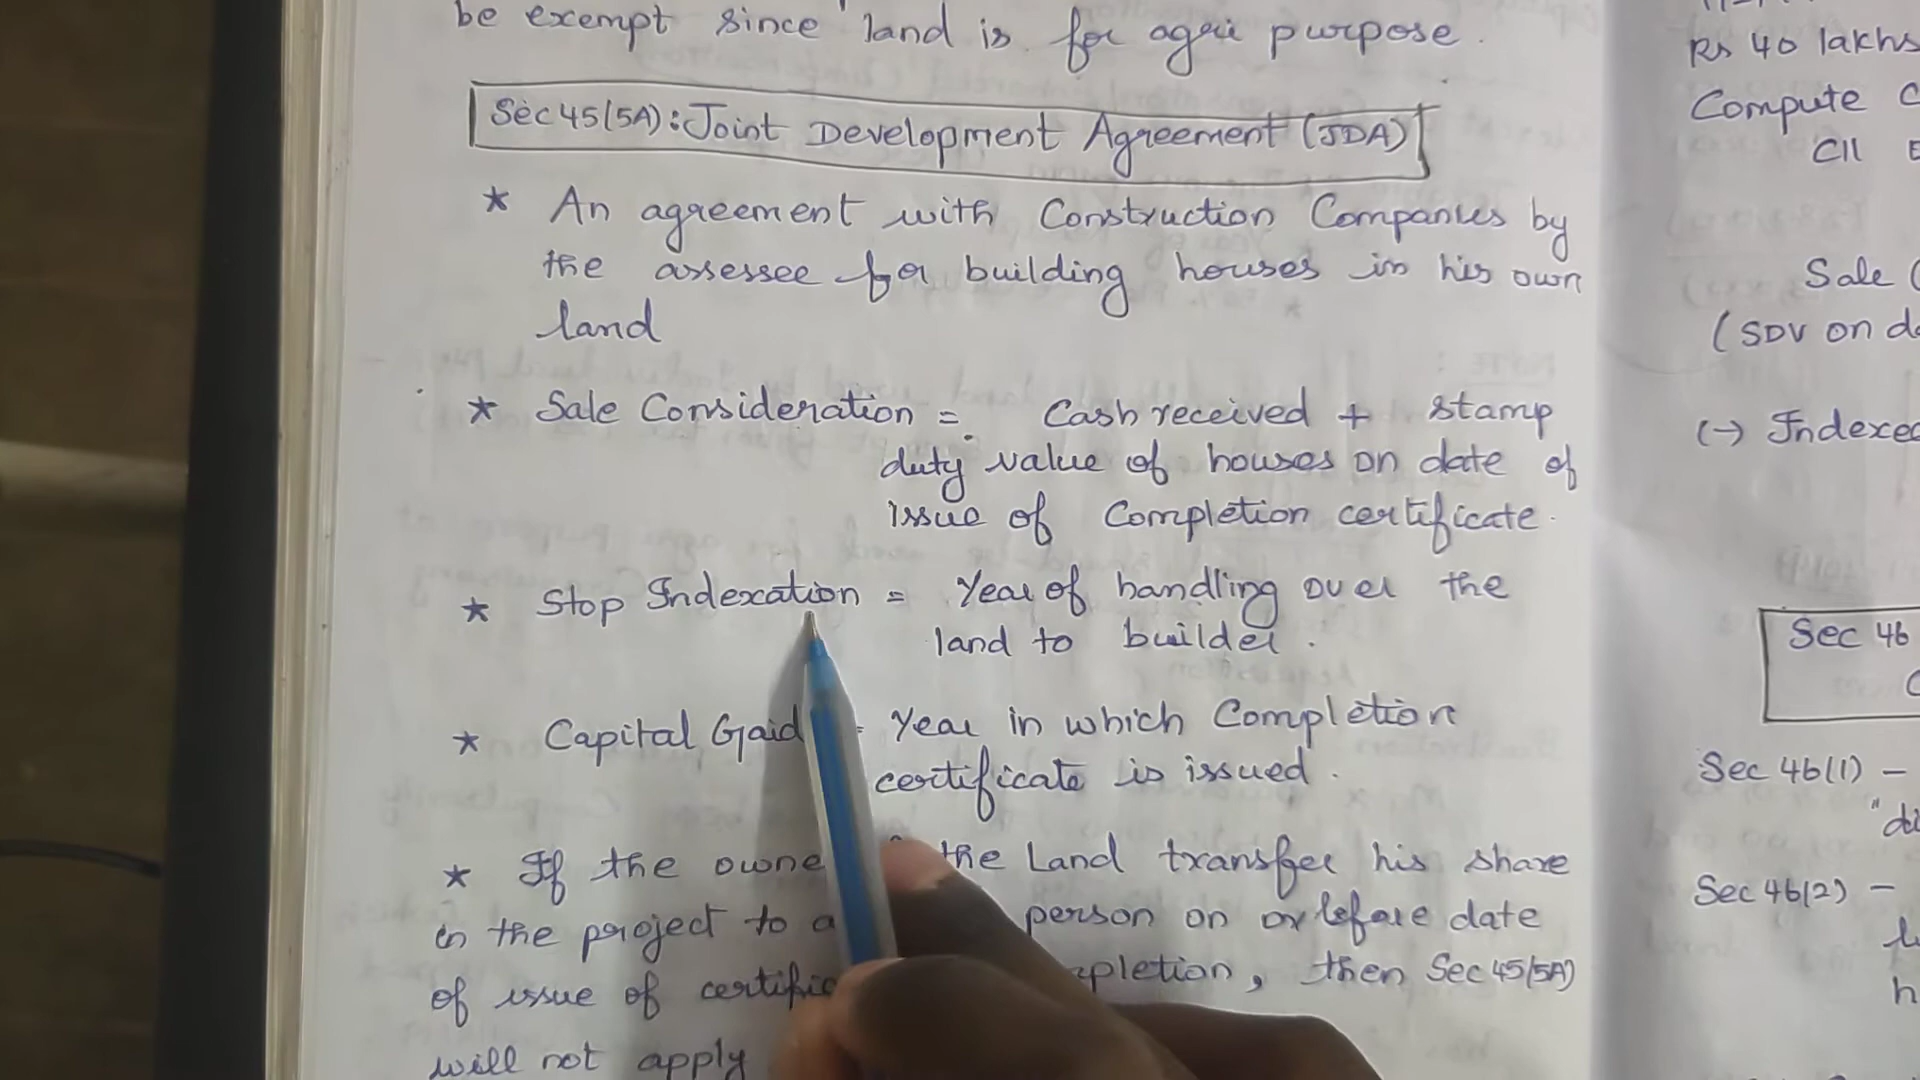 be exempt since land is for agri purpose.
Sec 45(5A): Joint Development Agreement (JDA)
* An agreement with Construction Companies by
the assessee for building houses in his own
land
* Sale Consideration = Cash received + stamp
duty value of houses on date of
issue of Completion certificate.
* Stop Indexation = Year of handling over the
land to builder.
* Capital Gaid = Year in which Completion
certificate is issued.
* If the owne the Land transfer his share
in the project to a person on or before date
of issue of certific pletion, then Sec 45(5A)
will not apply
Rs 40 lakhs
Compute C
CII
Sale
(SDV on da
(-) Indexed
Sec 46
Sec 46(1) -
"di
Sec 46(2) -
h